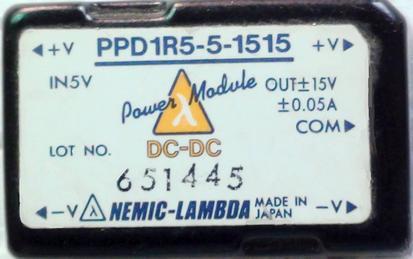 ◀+V PPD1R5-5-1515 +V▶
IN5V Power Module OUT±15V
±0.05A
COM▶
λ
LOT NO. DC-DC
651445
◀-V λ NEMIC-LAMBDA MADE IN JAPAN -V▶